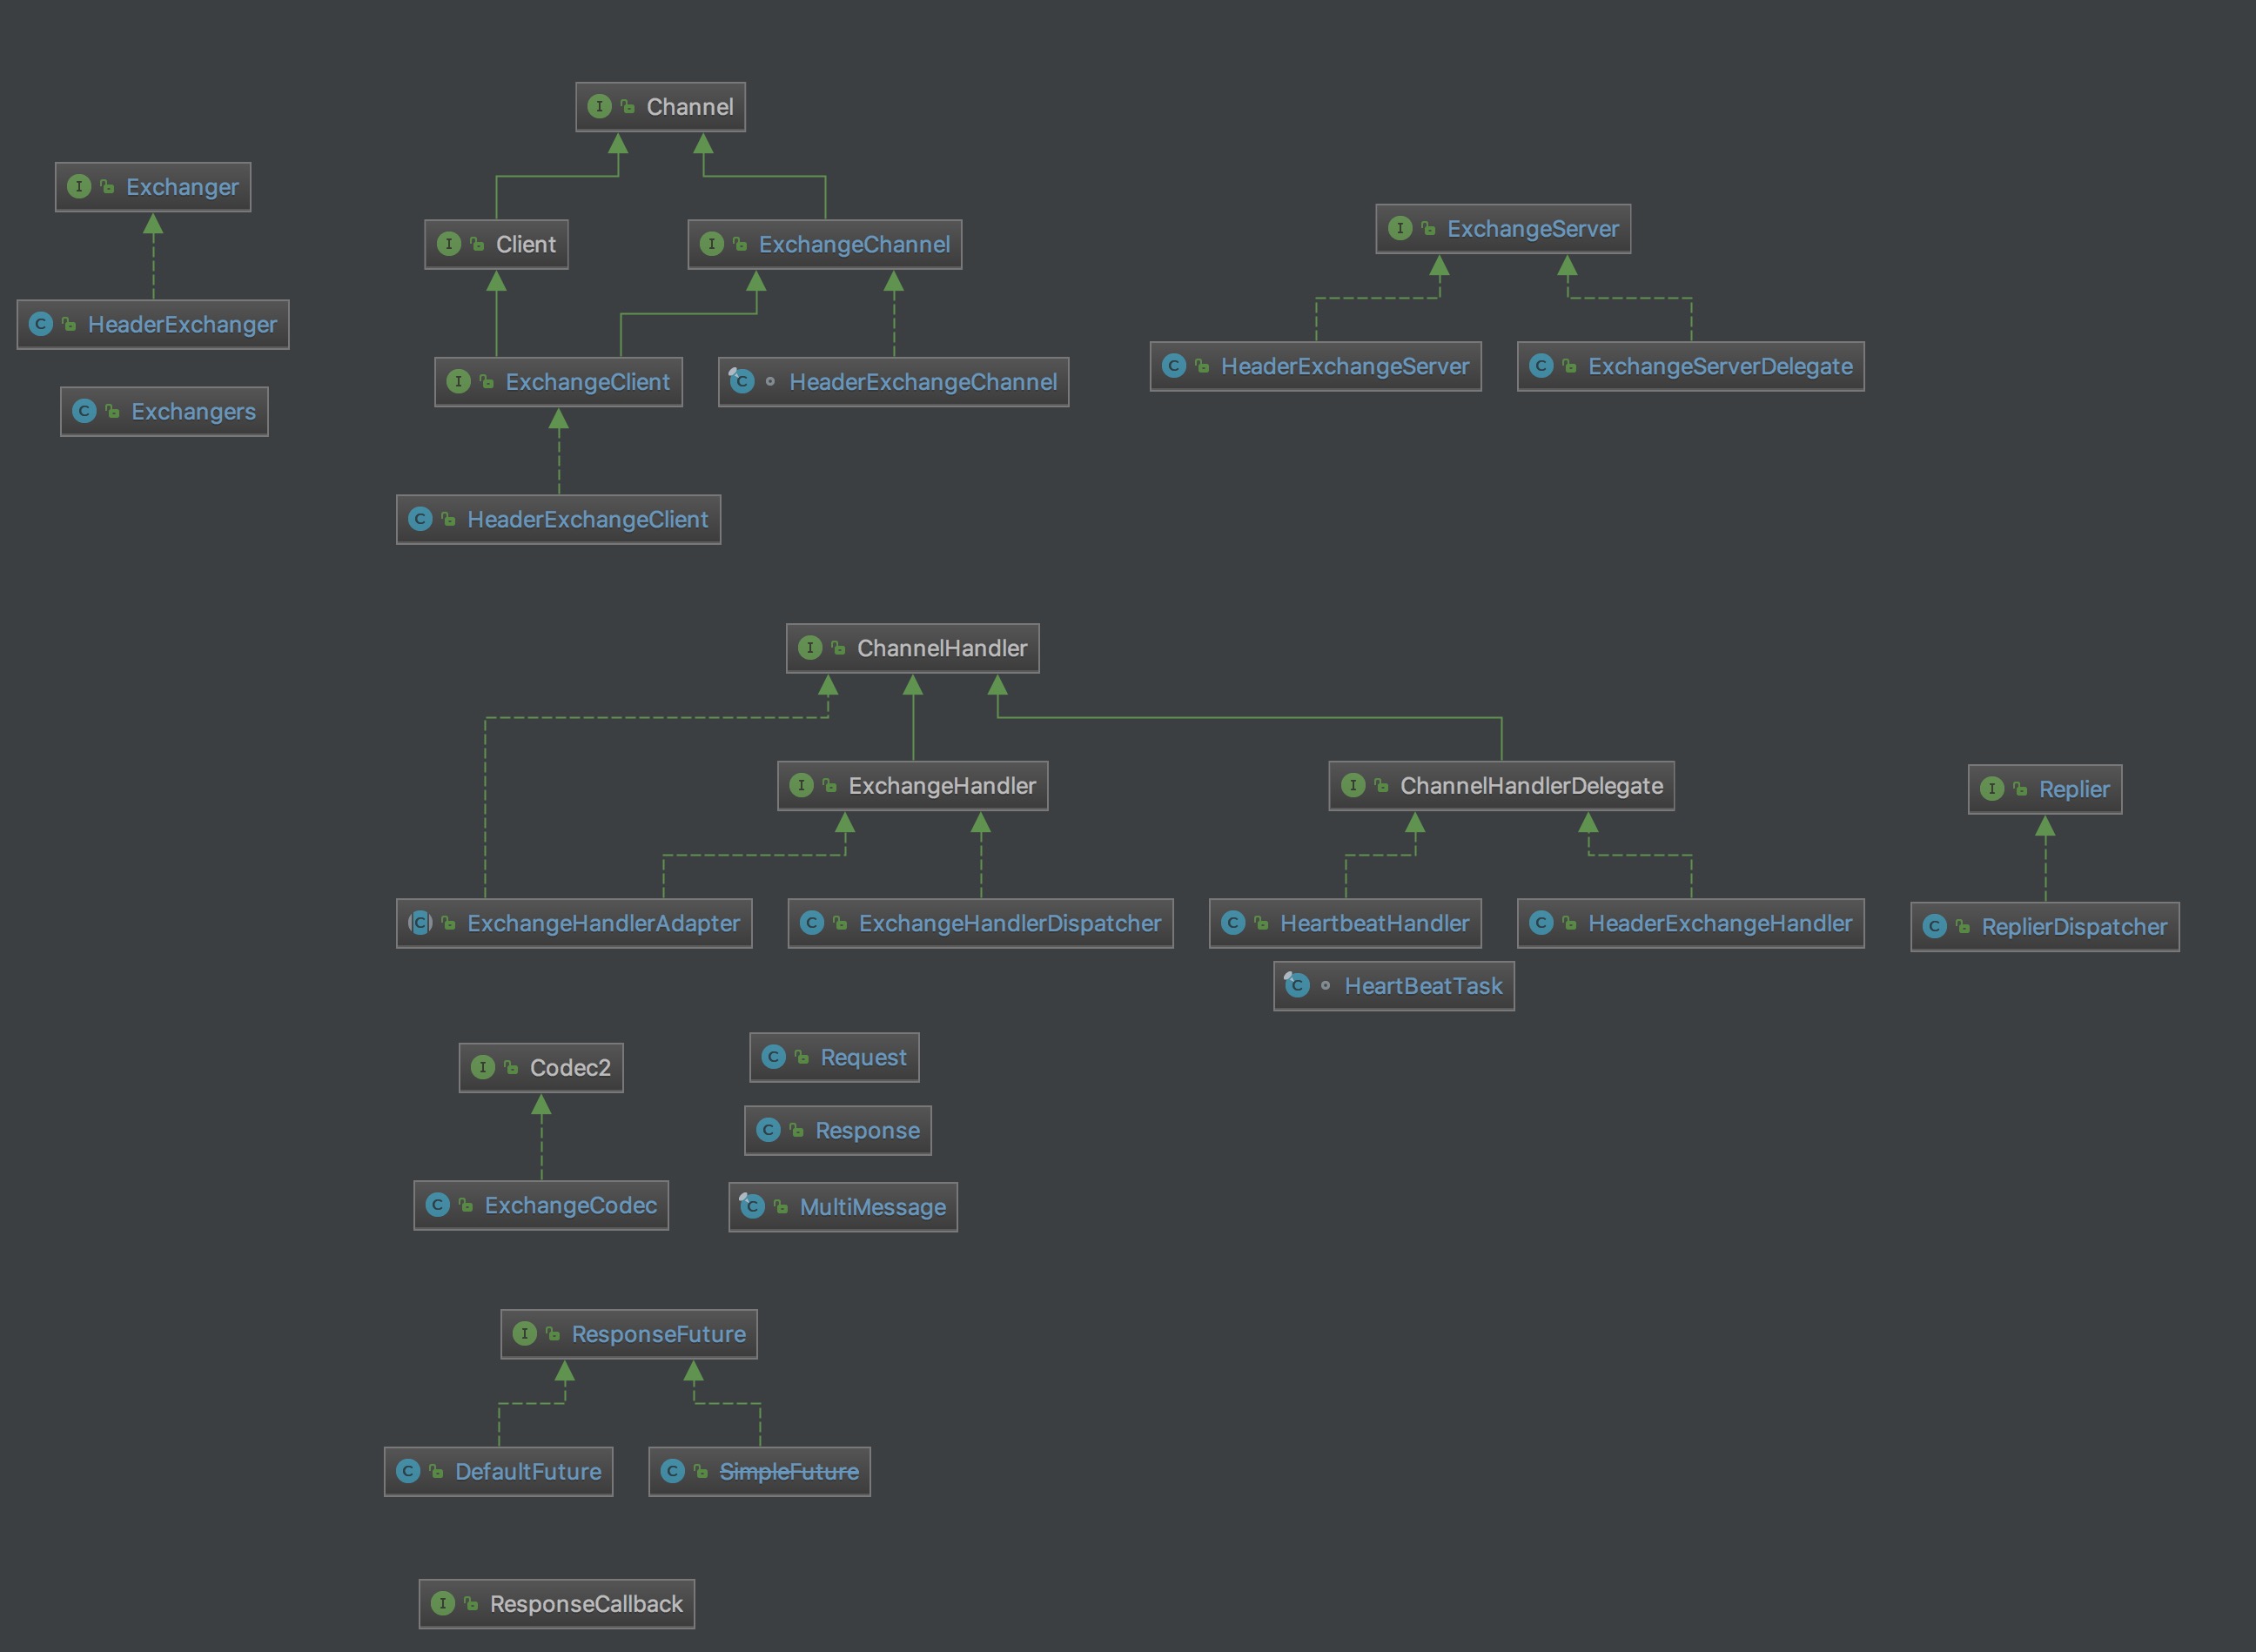 Channel
Exchanger
Client
ExchangeChannel
ExchangeServer
HeaderExchanger
ExchangeClient
HeaderExchangeChannel
HeaderExchangeServer
ExchangeServerDelegate
Exchangers
HeaderExchangeClient
ChannelHandler
ExchangeHandler
ChannelHandlerDelegate
Replier
ExchangeHandlerAdapter
ExchangeHandlerDispatcher
HeartbeatHandler
HeaderExchangeHandler
ReplierDispatcher
HeartBeatTask
Codec2
Request
Response
ExchangeCodec
MultiMessage
ResponseFuture
DefaultFuture
SimpleFuture
ResponseCallback